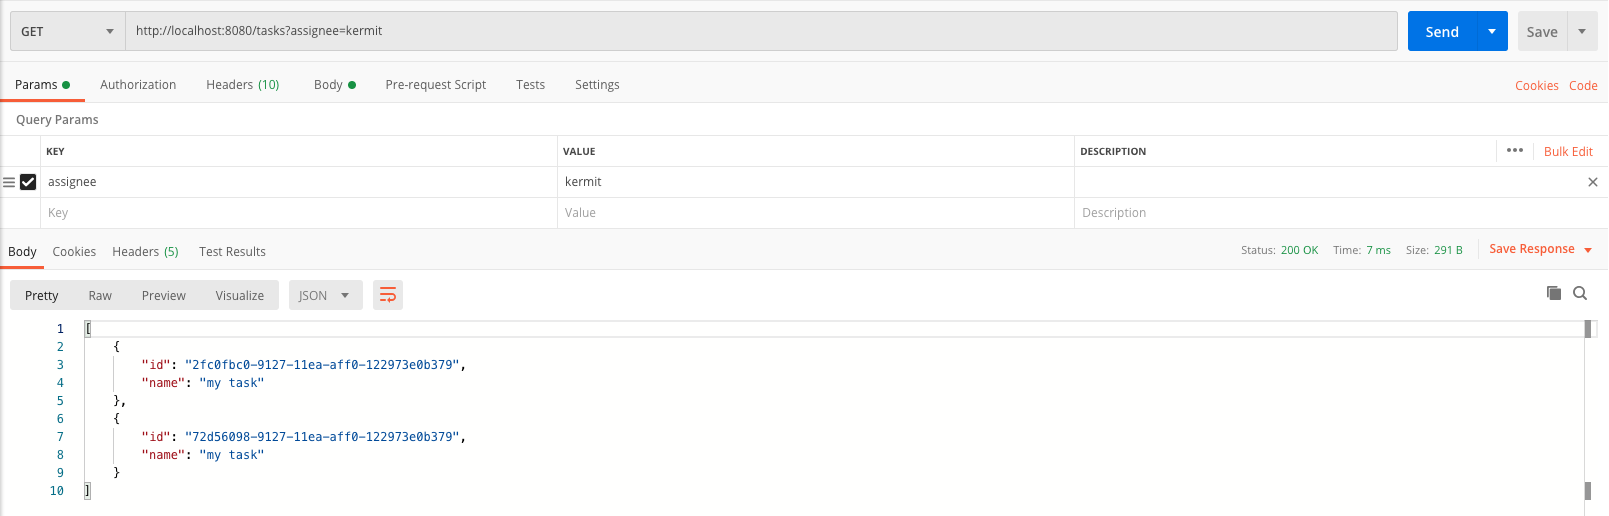 GET http://localhost:8080/tasks?assignee=kermit Send Save
Params Authorization Headers (10) Body Pre-request Script Tests Settings Cookies Code
Query Params
KEY VALUE DESCRIPTION ••• Bulk Edit
assignee kermit
Key Value Description
Body Cookies Headers (5) Test Results Status: 200 OK Time: 7 ms Size: 291 B Save Response
Pretty Raw Preview Visualize JSON
1 [
2 {
3 "id": "2fc0fbc0-9127-11ea-aff0-122973e0b379",
4 "name": "my task"
5 },
6 {
7 "id": "72d56098-9127-11ea-aff0-122973e0b379",
8 "name": "my task"
9 }
10 ]